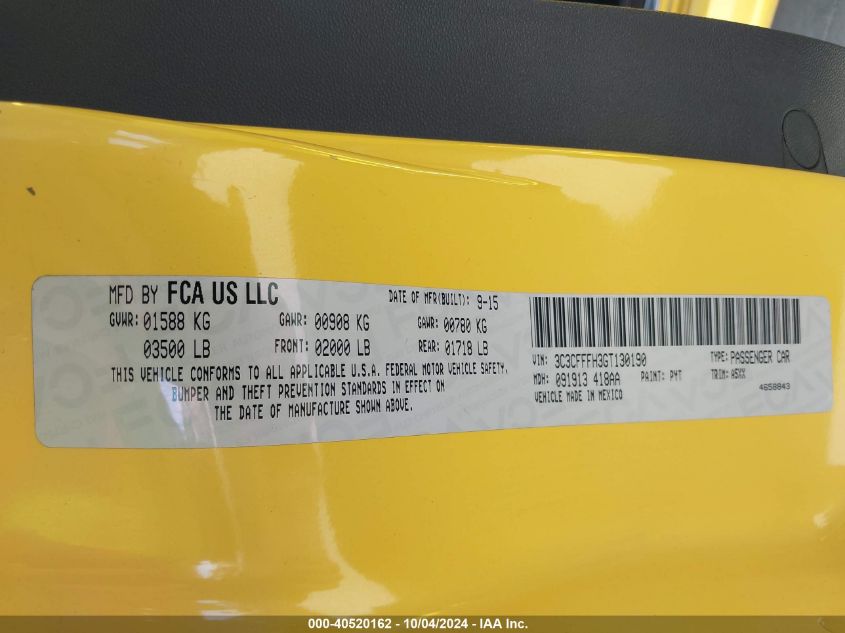 MFD BY FCA US LLC
DATE OF MFR(BUILT): 9-15
GVWR: 01588 KG GAWR: 00908 KG GAWR: 00780 KG
03500 LB FRONT: 02000 LB REAR: 01718 LB
THIS VEHICLE CONFORMS TO ALL APPLICABLE U.S.A. FEDERAL MOTOR VEHICLE SAFETY,
BUMPER AND THEFT PREVENTION STANDARDS IN EFFECT ON
THE DATE OF MANUFACTURE SHOWN ABOVE.
VIN: 3C3CFFFH3GT130190 TYPE: PASSENGER CAR
MDH: 091913 418AA PAINT: PYT TRIM: A5XX
VEHICLE MADE IN MEXICO 4658843
000-40520162 - 10/04/2024 - IAA Inc.